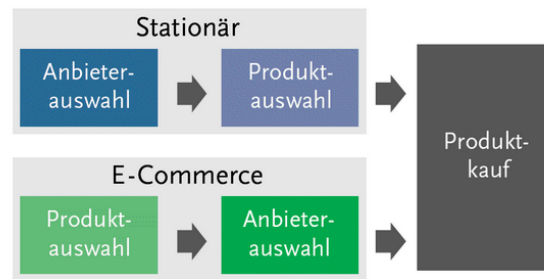 Stationär
Anbieter-
auswahl
Produkt-
auswahl
E-Commerce
Produkt-
auswahl
Anbieter-
auswahl
Produkt-
kauf